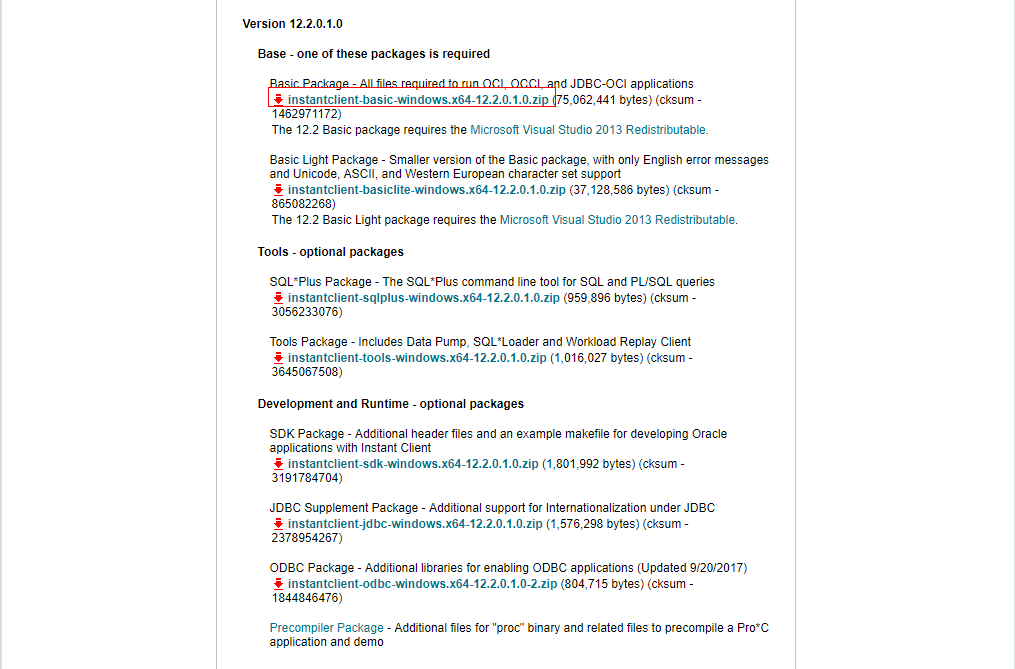 Version 12.2.0.1.0
Base - one of these packages is required
Basic Package - All files required to run OCI, OCCI, and JDBC-OCI applications
instantclient-basic-windows.x64-12.2.0.1.0.zip (75,062,441 bytes) (cksum -
1462971172)
The 12.2 Basic package requires the Microsoft Visual Studio 2013 Redistributable.
Basic Light Package - Smaller version of the Basic package, with only English error messages
and Unicode, ASCII, and Western European character set support
instantclient-basiclite-windows.x64-12.2.0.1.0.zip (37,128,586 bytes) (cksum -
865082268)
The 12.2 Basic Light package requires the Microsoft Visual Studio 2013 Redistributable.
Tools - optional packages
SQL*Plus Package - The SQL*Plus command line tool for SQL and PL/SQL queries
instantclient-sqlplus-windows.x64-12.2.0.1.0.zip (959,896 bytes) (cksum -
3056233076)
Tools Package - Includes Data Pump, SQL*Loader and Workload Replay Client
instantclient-tools-windows.x64-12.2.0.1.0.zip (1,016,027 bytes) (cksum -
3645067508)
Development and Runtime - optional packages
SDK Package - Additional header files and an example makefile for developing Oracle
applications with Instant Client
instantclient-sdk-windows.x64-12.2.0.1.0.zip (1,801,992 bytes) (cksum -
3191784704)
JDBC Supplement Package - Additional support for Internationalization under JDBC
instantclient-jdbc-windows.x64-12.2.0.1.0.zip (1,576,298 bytes) (cksum -
2378954267)
ODBC Package - Additional libraries for enabling ODBC applications (Updated 9/20/2017)
instantclient-odbc-windows.x64-12.2.0.1.0-2.zip (804,715 bytes) (cksum -
1844846476)
Precompiler Package - Additional files for "proc" binary and related files to precompile a Pro*C
application and demo